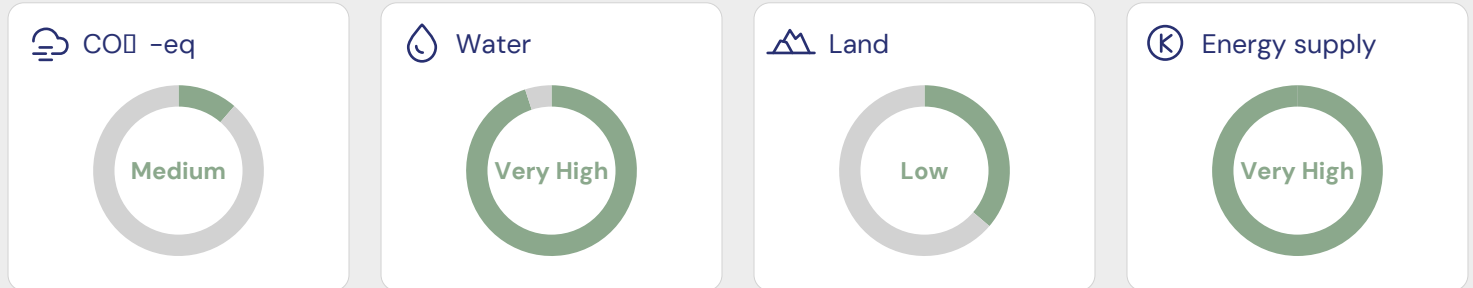 CO▯ -eq
Water
Land
Energy supply
Medium
Very High
Low
Very High